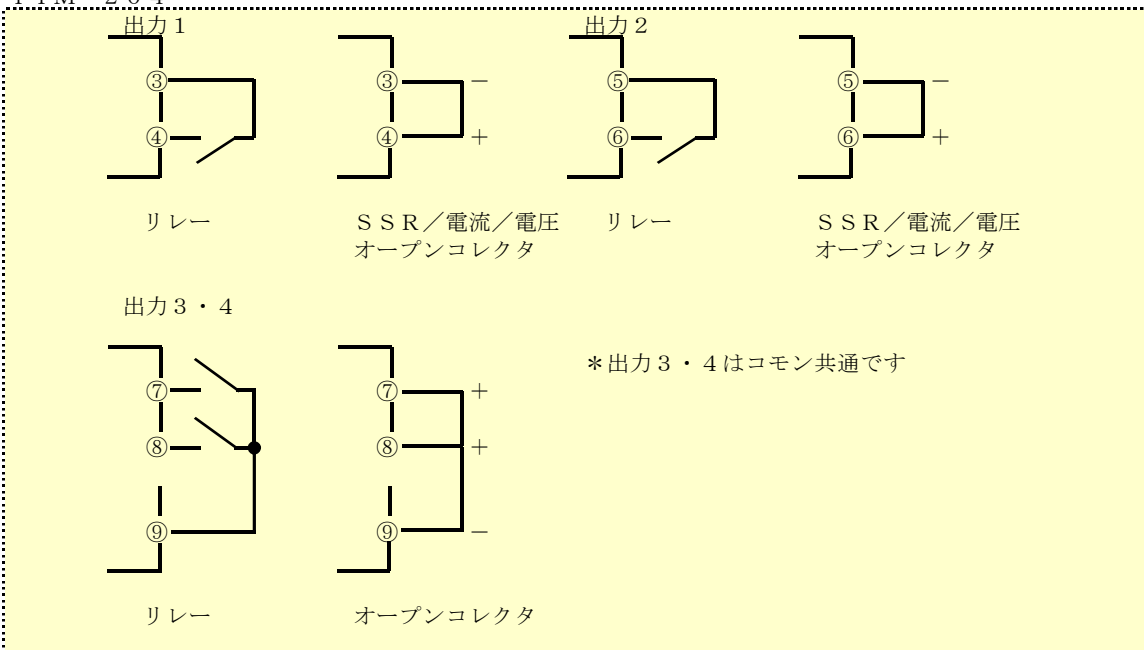 出力１
出力２
③
④
③ −
④ +
⑤
⑥
⑤ −
⑥ +
リレー
ＳＳＲ／電流／電圧
オープンコレクタ
リレー
ＳＳＲ／電流／電圧
オープンコレクタ
出力３・４
＊出力３・４はコモン共通です
⑦
⑧
⑨
⑦ +
⑧ +
⑨ −
リレー
オープンコレクタ